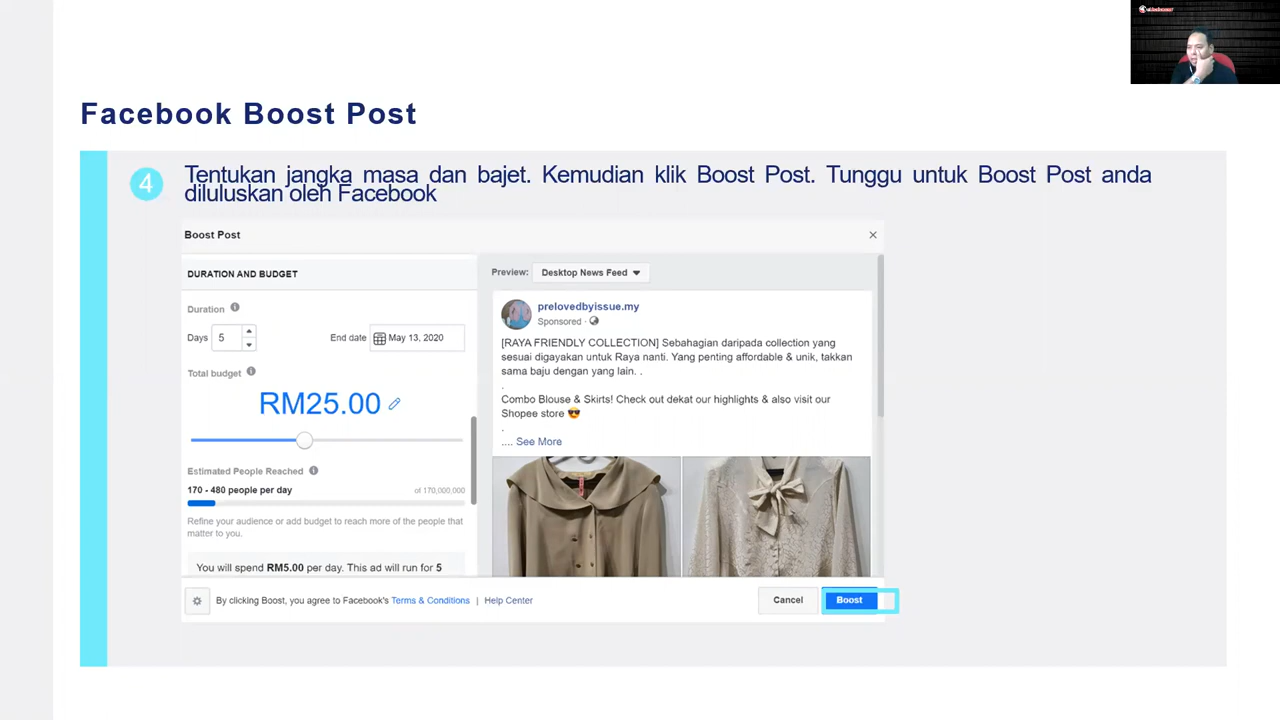 Facebook Boost Post
4
Tentukan jangka masa dan bajet. Kemudian klik Boost Post. Tunggu untuk Boost Post anda
diluluskan oleh Facebook
Boost Post
DURATION AND BUDGET
Duration
Days 5
End date May 13, 2020
Total budget
RM25.00
Estimated People Reached
170 - 480 people per day
of 170,000,000
Refine your audience or add budget to reach more of the people that
matter to you.
You will spend RM5.00 per day. This ad will run for 5
Preview: Desktop News Feed
prelovedbyissue.my
Sponsored ·
[RAYA FRIENDLY COLLECTION] Sebahagian daripada collection yang
sesuai digayakan untuk Raya nanti. Yang penting affordable & unik, takkan
sama baju dengan yang lain. .
.
Combo Blouse & Skirts! Check out dekat our highlights & also visit our
Shopee store 😎
.
.... See More
By clicking Boost, you agree to Facebook's Terms & Conditions | Help Center
Cancel
Boost